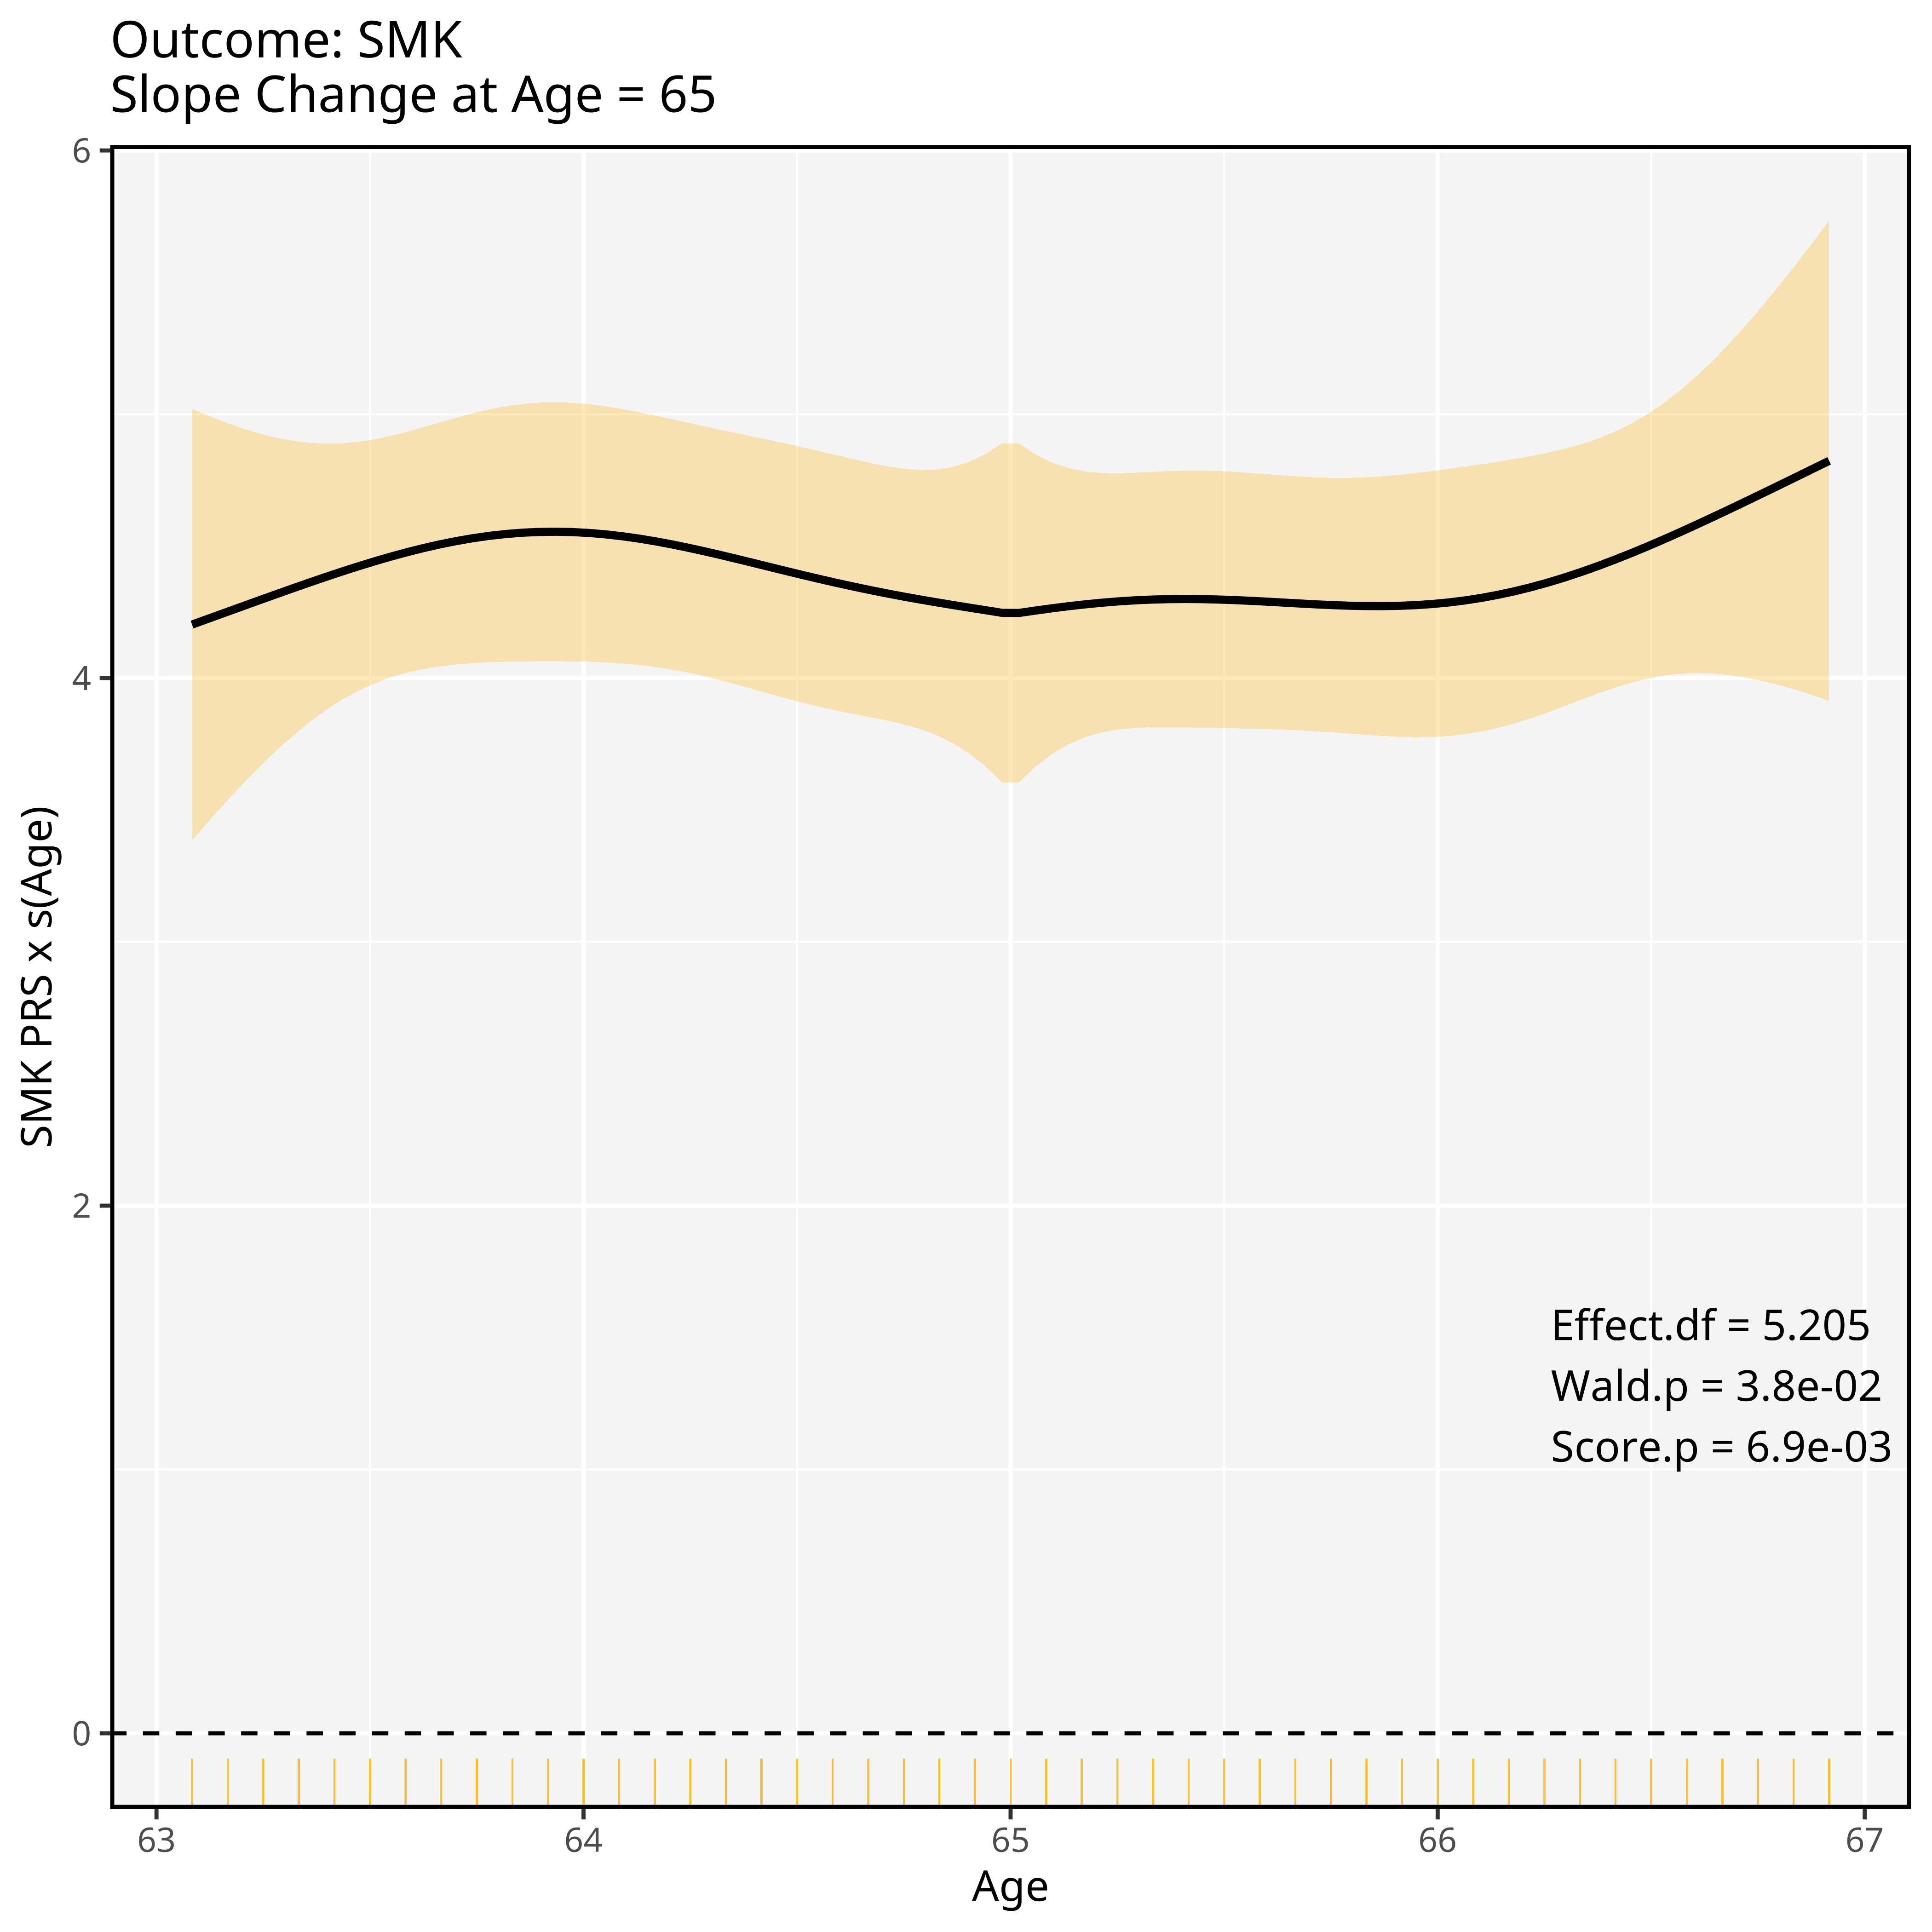 Outcome: SMK
Slope Change at Age = 65
6
4
2
0
SMK PRS x s(Age)
Effect.df = 5.205
Wald.p = 3.8e-02
Score.p = 6.9e-03
63 64 65 66 67
Age